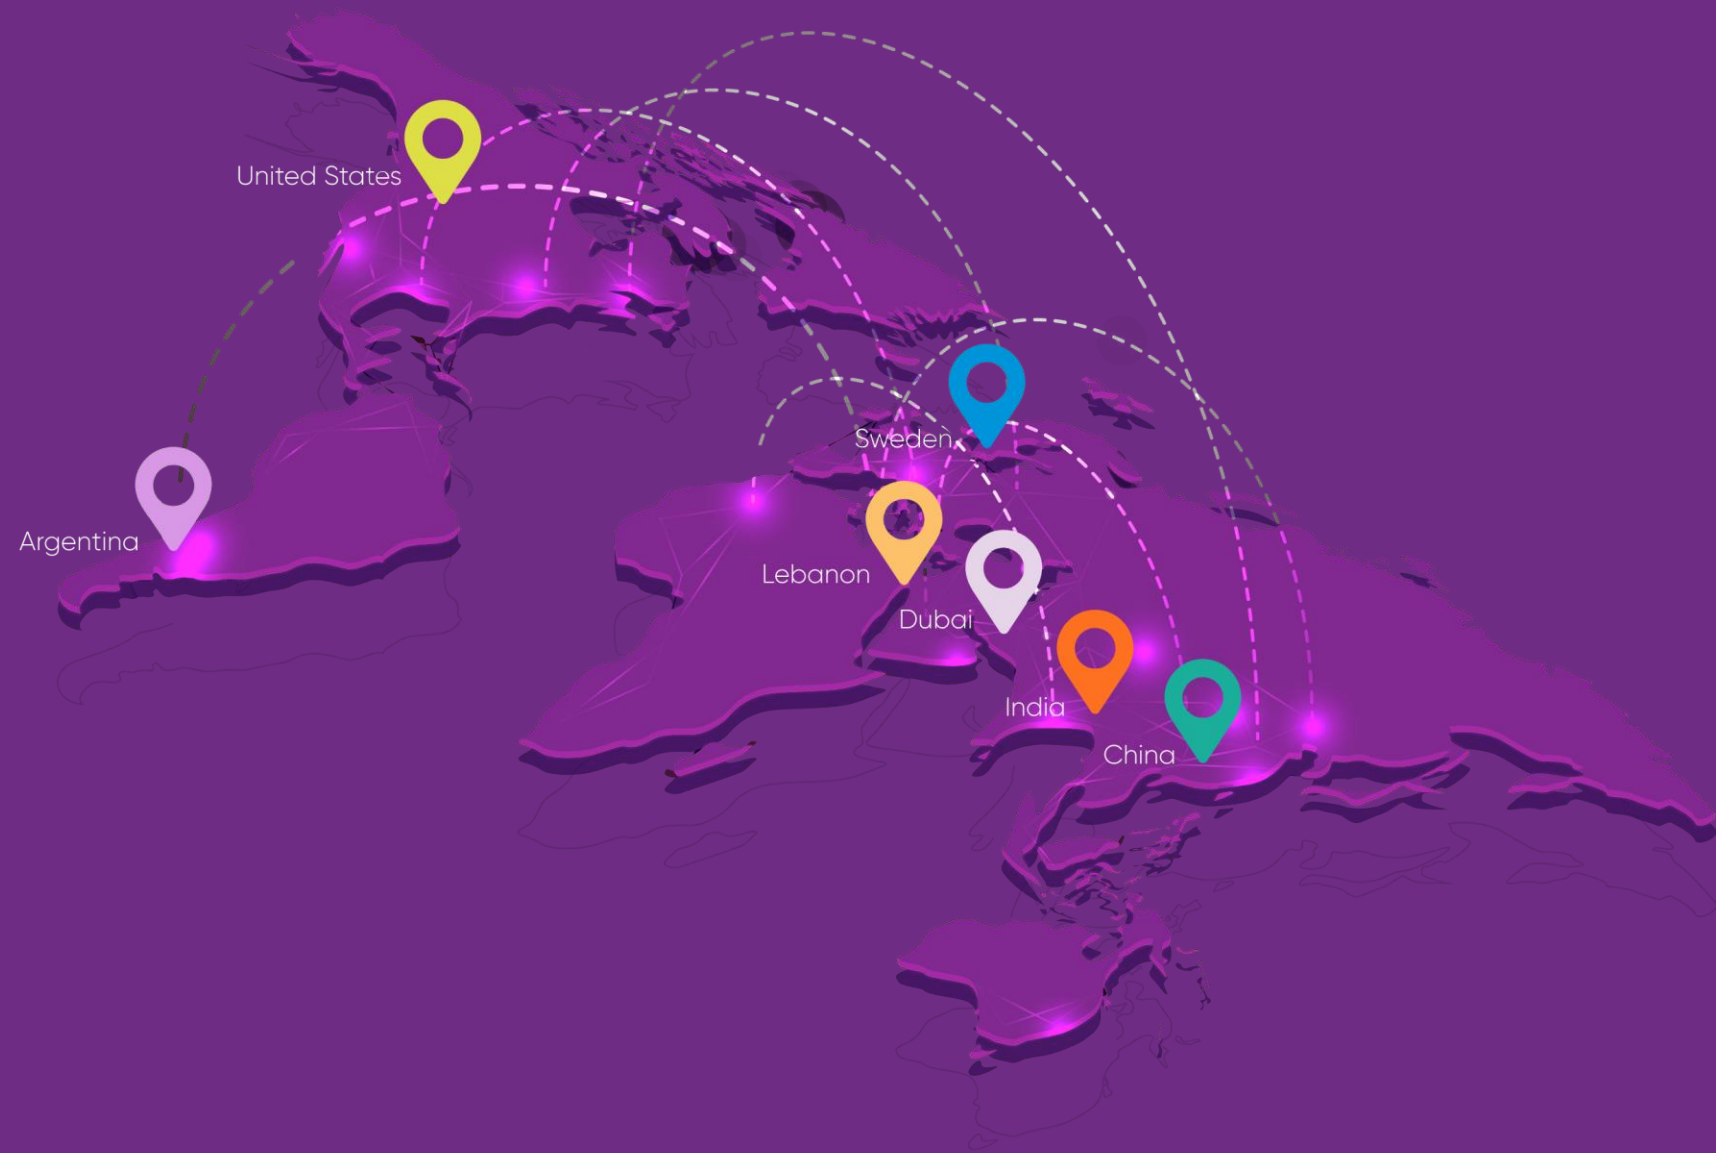 United States
Sweden
Argentina
Lebanon
Dubai
India
China